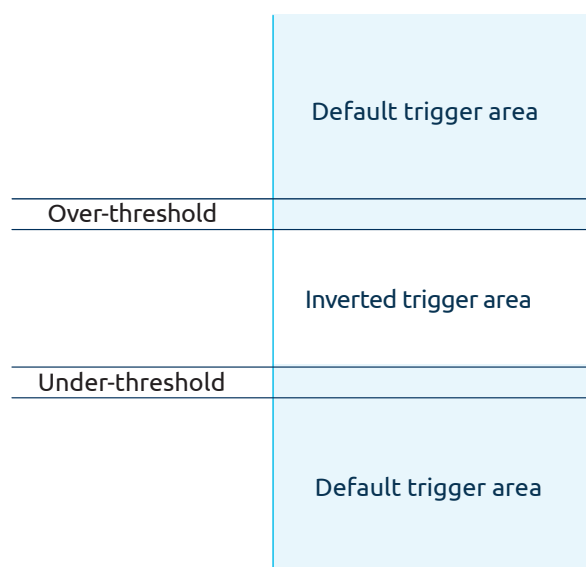 Default trigger area
Over-threshold
Inverted trigger area
Under-threshold
Default trigger area